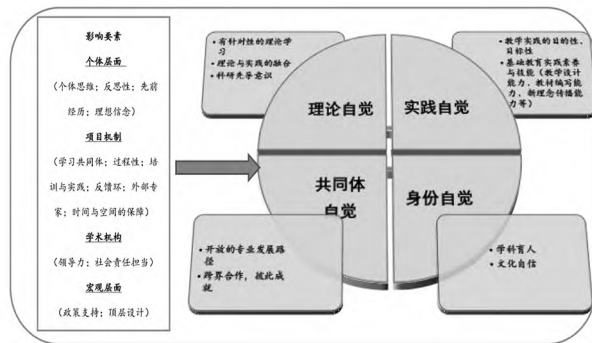 影响要素
个体层面
（个体思维；反思性；先前
经历；理想信念）
项目机制
（学习共同体；过程性；培
训与实践；反馈环；外部专
家；时间与空间的保障）
学术机构
（领导力；社会责任担当）
宏观层面
（政策支持；顶层设计）
• 有针对性的理论学
习
• 理论与实践的融合
• 科研先导意识
• 教学实践的目的性、
目标性
• 基础教育实践素养
与技能（教学设计
能力、教材编写能
力、新理念传播能
力等）
理论自觉
实践自觉
共同体
自觉
身份自觉
• 开放的专业发展路
径
• 跨界合作，彼此成
就
• 学科育人
• 文化自信